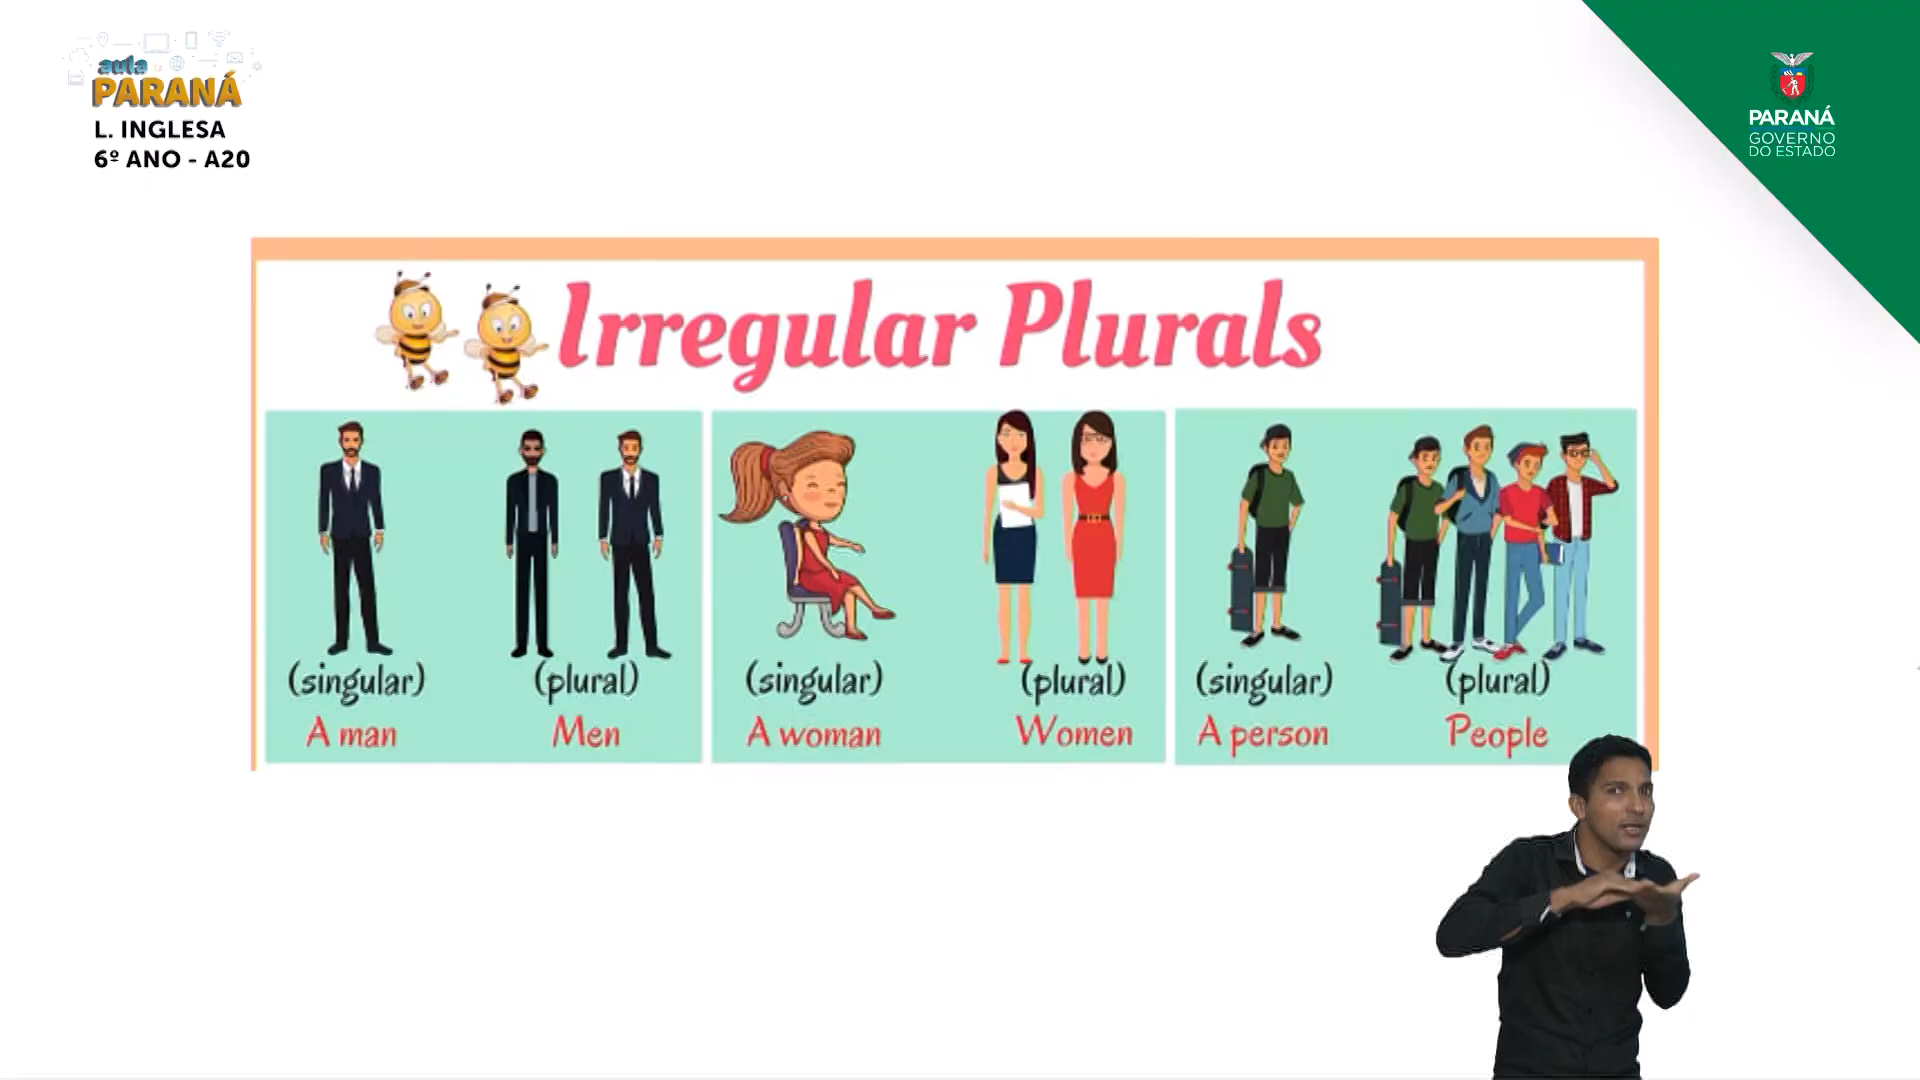 aula
PARANÁ
L. INGLESA
6º ANO - A20
PARANÁ
GOVERNO
DO ESTADO
Irregular Plurals
(singular) (plural) (singular) (plural) (singular) (plural)
A man Men A woman Women A person People